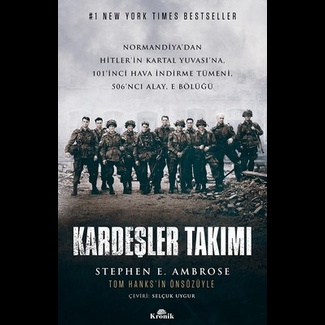 #1 NEW YORK TIMES BESTSELLER
NORMANDİYA'DAN
HİTLER'İN KARTAL YUVASI'NA,
101'İNCİ HAVA İNDİRME TÜMENİ,
506'NCI ALAY, E BÖLÜĞÜ
KARDEŞLER TAKIMI
STEPHEN E. AMBROSE
TOM HANKS'IN ÖNSÖZÜYLE
ÇEVİRİ: SELÇUK UYGUR
Kronik